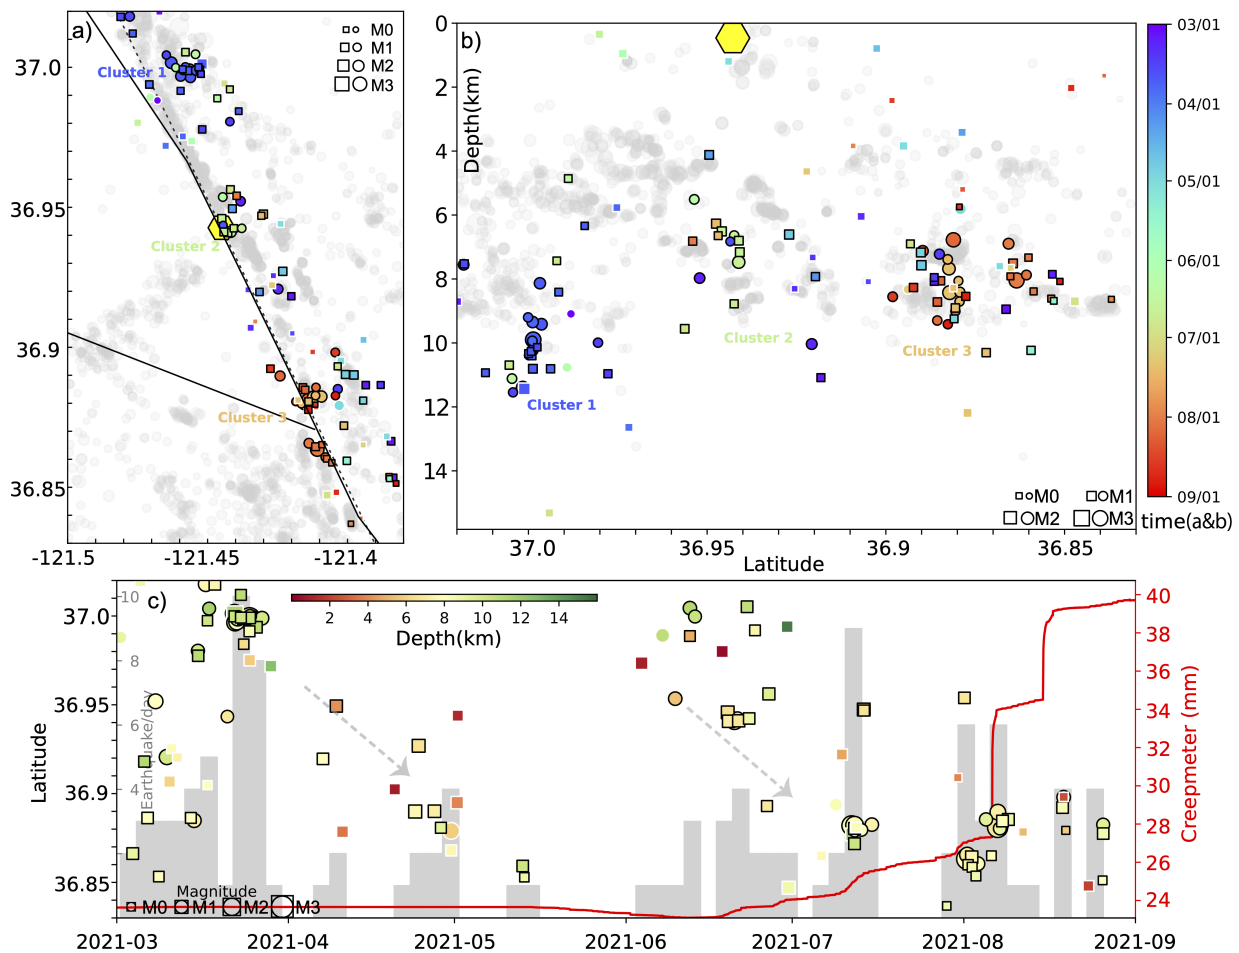 a)
M0
M1
M2
M3
Cluster 1
Cluster 2
Cluster 3
37.0
36.95
36.9
36.85
-121.5
-121.45
-121.4
b)
Depth(km)
0
2
4
6
8
10
12
14
Cluster 1
Cluster 2
Cluster 3
M0
M1
M2
M3
37.0
36.95
36.9
36.85
Latitude
03/01
04/01
05/01
06/01
07/01
08/01
09/01
time(a&b)
c)
2
4
6
8
10
12
14
Depth(km)
Latitude
37.0
36.95
36.9
36.85
10
8
6
4
Earthquake/day
Magnitude
M0
M1
M2
M3
2021-03
2021-04
2021-05
2021-06
2021-07
2021-08
2021-09
40
38
36
34
32
30
28
26
24
Creepmeter (mm)